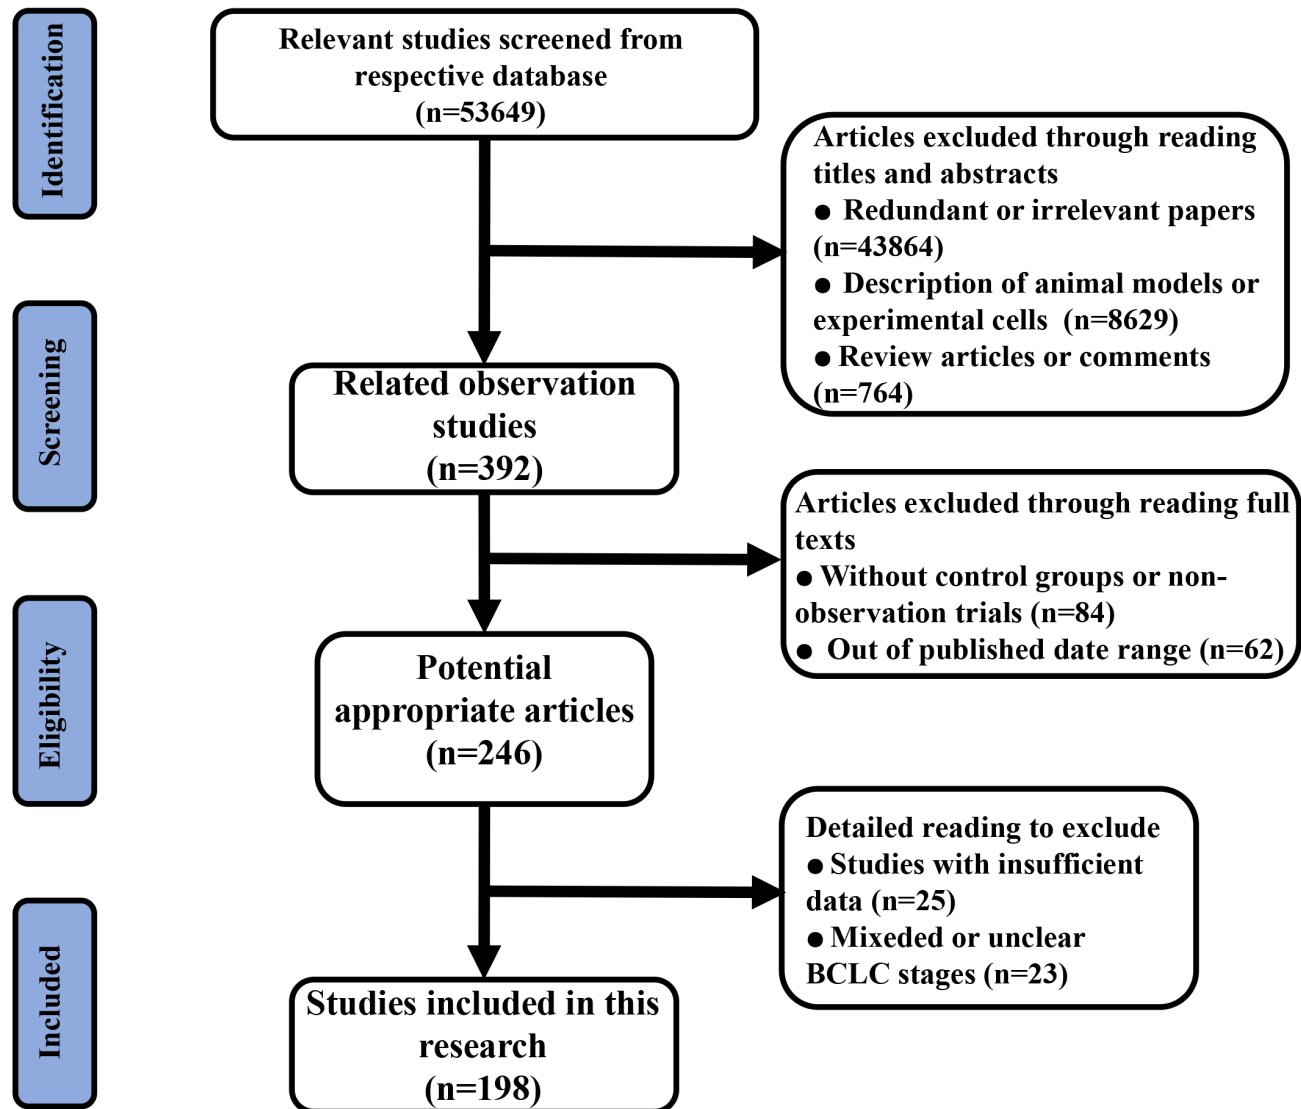 Identification
Relevant studies screened from
respective database
(n=53649)
Articles excluded through reading
titles and abstracts
● Redundant or irrelevant papers
(n=43864)
● Description of animal models or
experimental cells (n=8629)
● Review articles or comments
(n=764)
Screening
Related observation
studies
(n=392)
Articles excluded through reading full
texts
● Without control groups or non-
observation trials (n=84)
● Out of published date range (n=62)
Eligibility
Potential
appropriate articles
(n=246)
Detailed reading to exclude
● Studies with insufficient
data (n=25)
● Mixeded or unclear
BCLC stages (n=23)
Included
Studies included in this
research
(n=198)